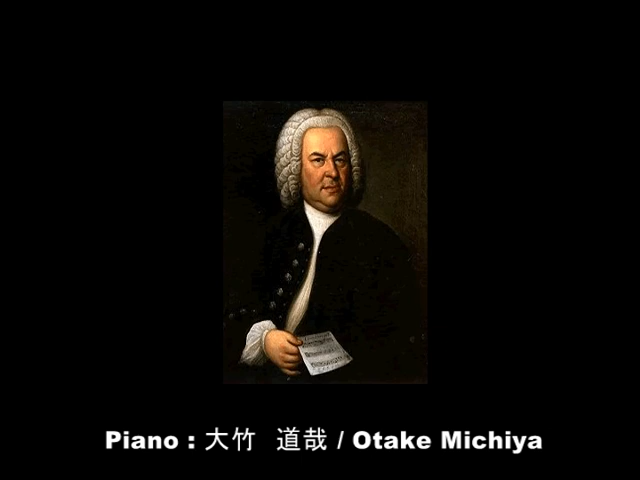 Piano : 大竹　道哉 / Otake Michiya